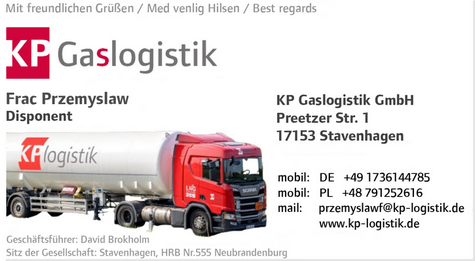 Mit freundlichen Grüßen / Med venlig Hilsen / Best regards
KP Gaslogistik
Frac Przemyslaw
Disponent
KP Gaslogistik GmbH
Preetzer Str. 1
17153 Stavenhagen
KP logistik
mobil: DE +49 1736144785
mobil: PL +48 791252616
mail: przemyslawf@kp-logistik.de
www.kp-logistik.de
Geschäftsführer: David Brokholm
Sitz der Gesellschaft: Stavenhagen, HRB Nr.555 Neubrandenburg